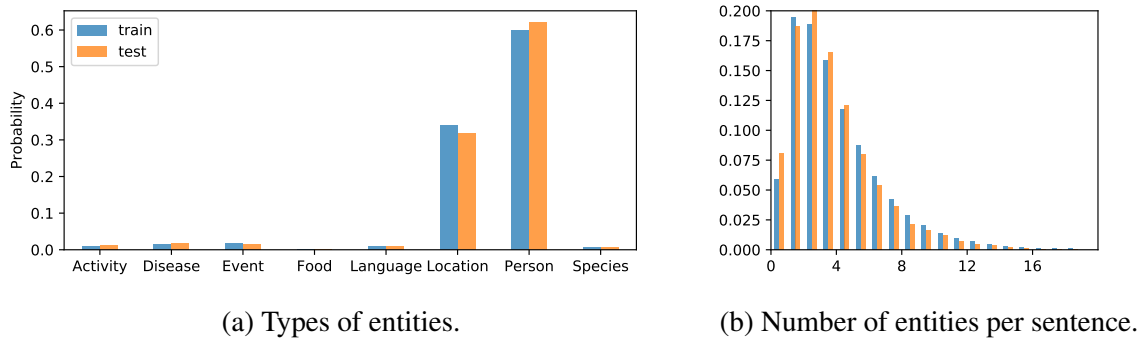 train
test
Probability
0.6
0.5
0.4
0.3
0.2
0.1
0.0
Activity Disease Event Food Language Location Person Species
(a) Types of entities.
0.200
0.175
0.150
0.125
0.100
0.075
0.050
0.025
0.000
0 4 8 12 16
(b) Number of entities per sentence.